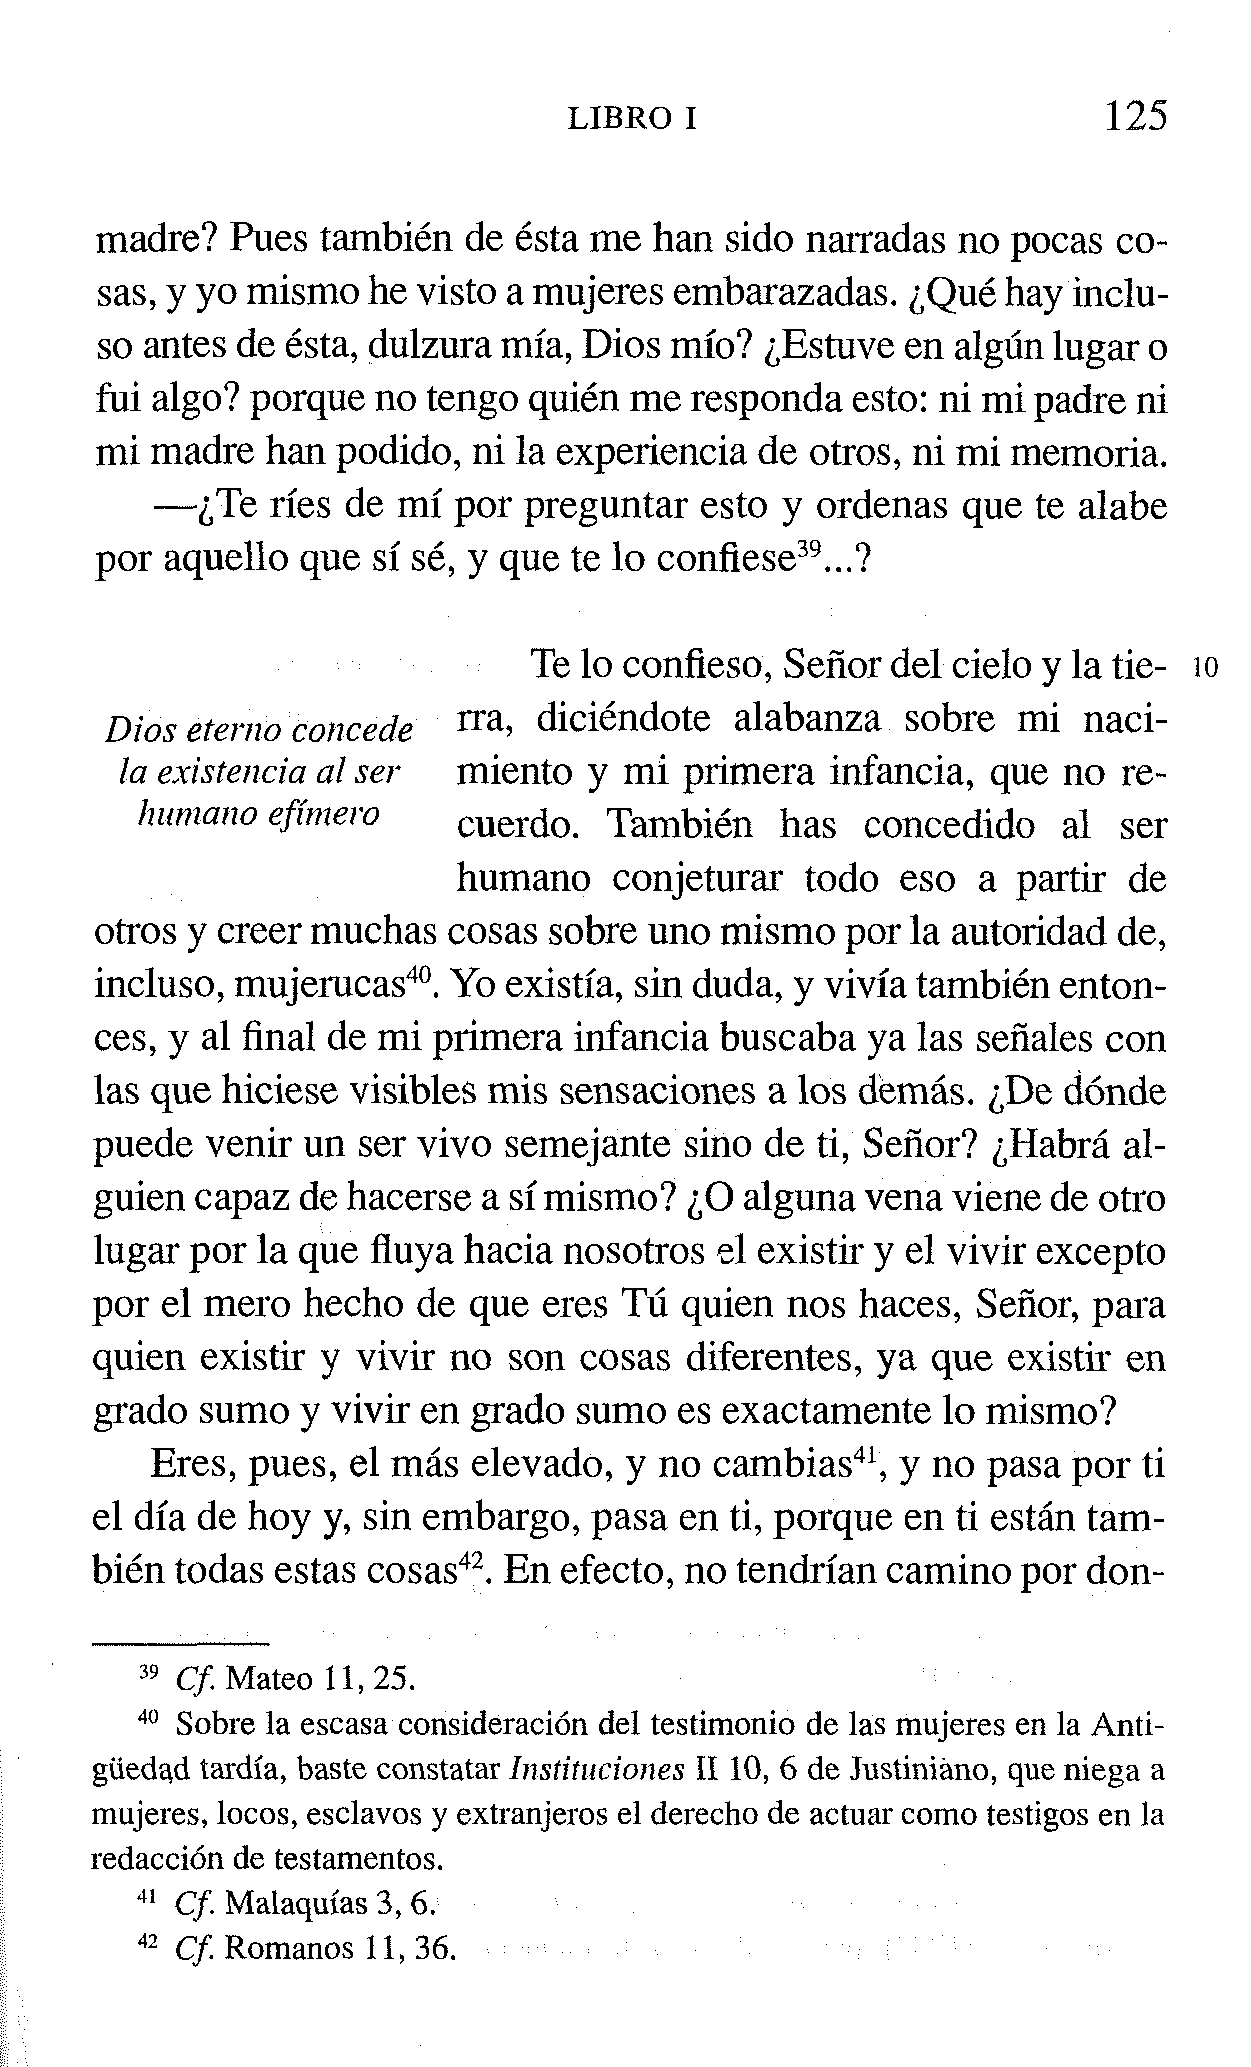 LIBRO I 125
madre? Pues también de ésta me han sido narradas no pocas co-
sas, y yo mismo he visto a mujeres embarazadas. ¿Qué hay inclu-
so antes de ésta, dulzura mía, Dios mío? ¿Estuve en algún lugar o
fui algo? porque no tengo quién me responda esto: ni mi padre ni
mi madre han podido, ni la experiencia de otros, ni mi memoria.
—¿Te ríes de mí por preguntar esto y ordenas que te alabe
por aquello que sí sé, y que te lo confiese³⁹...?
Dios eterno concede
la existencia al ser
humano efímero
Te lo confieso, Señor del cielo y la tie- 10
rra, diciéndote alabanza sobre mi naci-
miento y mi primera infancia, que no re-
cuerdo. También has concedido al ser
humano conjeturar todo eso a partir de
otros y creer muchas cosas sobre uno mismo por la autoridad de,
incluso, mujerucas⁴⁰. Yo existía, sin duda, y vivía también enton-
ces, y al final de mi primera infancia buscaba ya las señales con
las que hiciese visibles mis sensaciones a los demás. ¿De dónde
puede venir un ser vivo semejante sino de ti, Señor? ¿Habrá al-
guien capaz de hacerse a sí mismo? ¿O alguna vena viene de otro
lugar por la que fluya hacia nosotros el existir y el vivir excepto
por el mero hecho de que eres Tú quien nos haces, Señor, para
quien existir y vivir no son cosas diferentes, ya que existir en
grado sumo y vivir en grado sumo es exactamente lo mismo?
Eres, pues, el más elevado, y no cambias⁴¹, y no pasa por ti
el día de hoy y, sin embargo, pasa en ti, porque en ti están tam-
bién todas estas cosas⁴². En efecto, no tendrían camino por don-
³⁹ Cf. Mateo 11, 25.
⁴⁰ Sobre la escasa consideración del testimonio de las mujeres en la Anti-
güedad tardía, baste constatar Instituciones II 10, 6 de Justiniano, que niega a
mujeres, locos, esclavos y extranjeros el derecho de actuar como testigos en la
redacción de testamentos.
⁴¹ Cf. Malaquías 3, 6.
⁴² Cf. Romanos 11, 36.